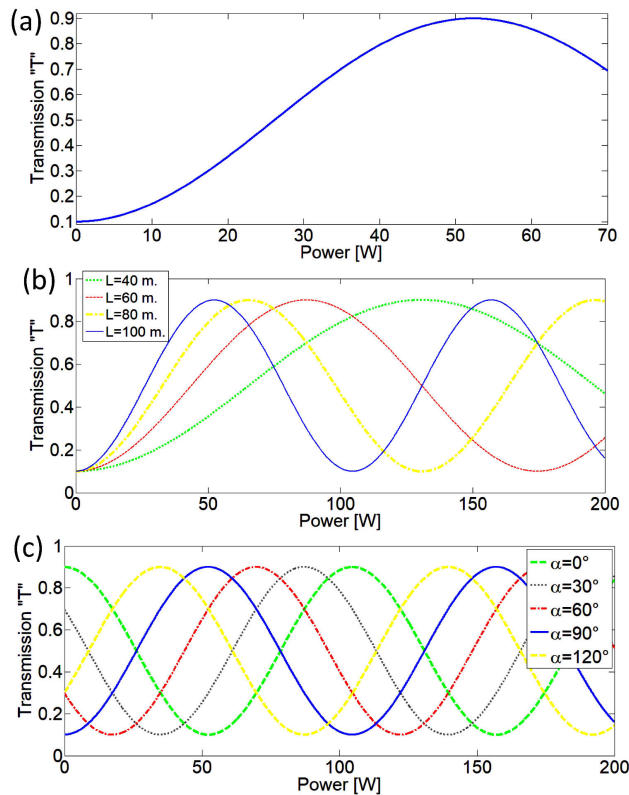 (a)
Transmission "T"
0.9
0.8
0.7
0.6
0.5
0.4
0.3
0.2
0.1
0 10 20 30 40 50 60 70
Power [W]
(b)
Transmission "T"
1
0.8
0.6
0.4
0.2
0
L=40 m.
L=60 m.
L=80 m.
L=100 m.
0 50 100 150 200
Power [W]
(c)
Transmission "T"
1
0.8
0.6
0.4
0.2
0
α=0°
α=30°
α=60°
α=90°
α=120°
0 50 100 150 200
Power [W]